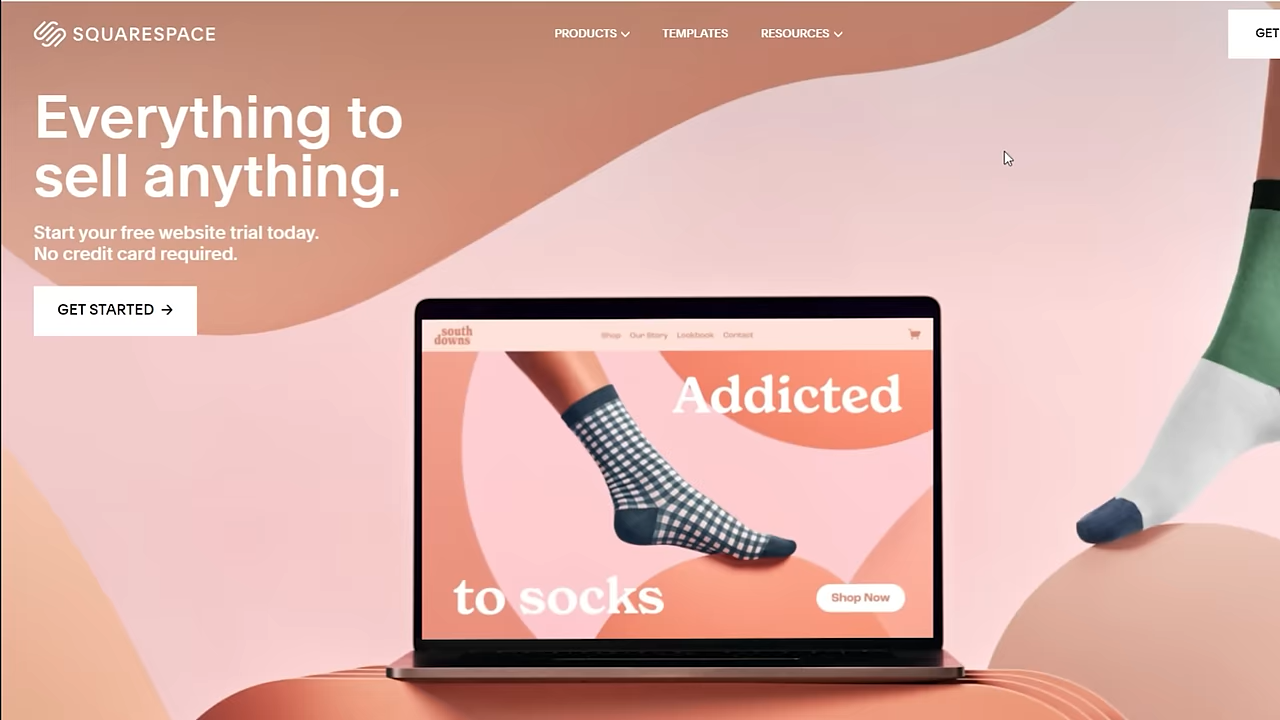 SQUARESPACE
PRODUCTS
TEMPLATES
RESOURCES
GET
Everything to
sell anything.
Start your free website trial today.
No credit card required.
GET STARTED →
south
downs
Shop Our Story Lookbook Contact
Addicted
to socks
Shop Now